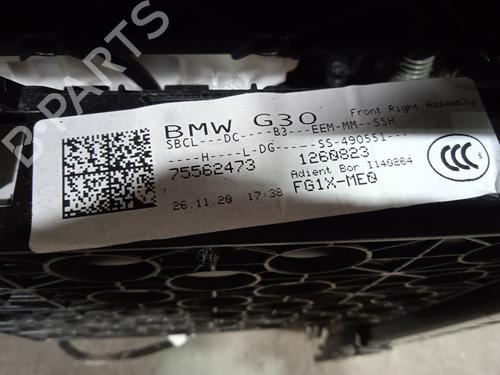 B-PARTS
BMW G30 Front Right Assembly
SBCL---DC----B3---EEM-MM--SSH
----H---L-DG-----SS-490551---
75562473 1260823
Adient Bor 1140264
26.11.20 17:38 FG1X-ME0
CCC